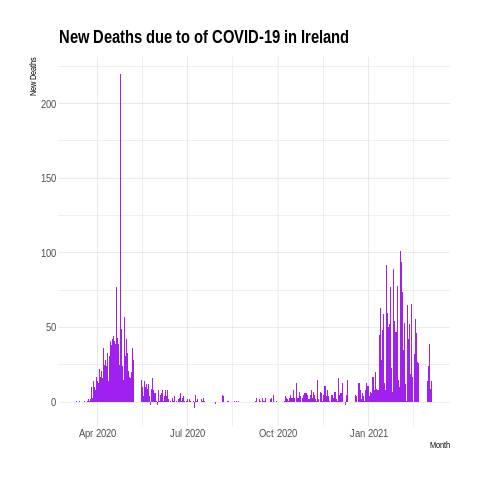 New Deaths due to of COVID-19 in Ireland
New Deaths
200
150
100
50
0
Apr 2020 Jul 2020 Oct 2020 Jan 2021
Month